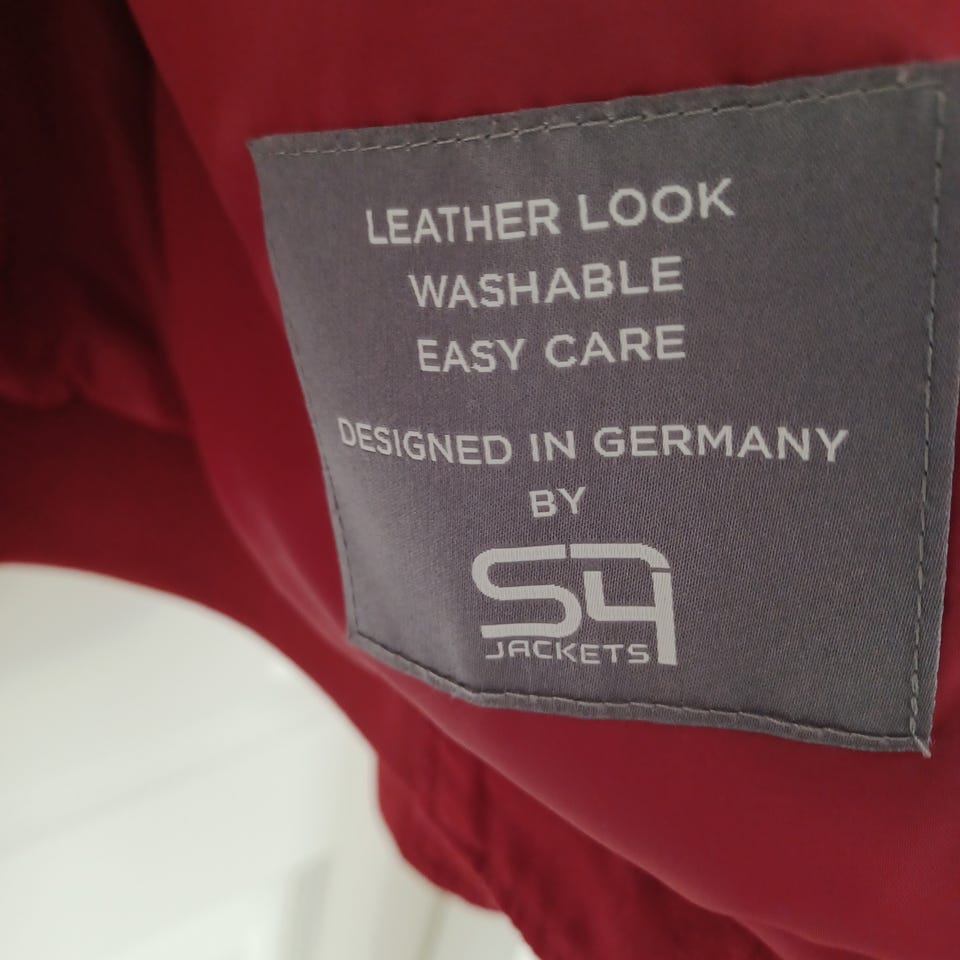 LEATHER LOOK
WASHABLE
EASY CARE
DESIGNED IN GERMANY
BY
S4
JACKETS